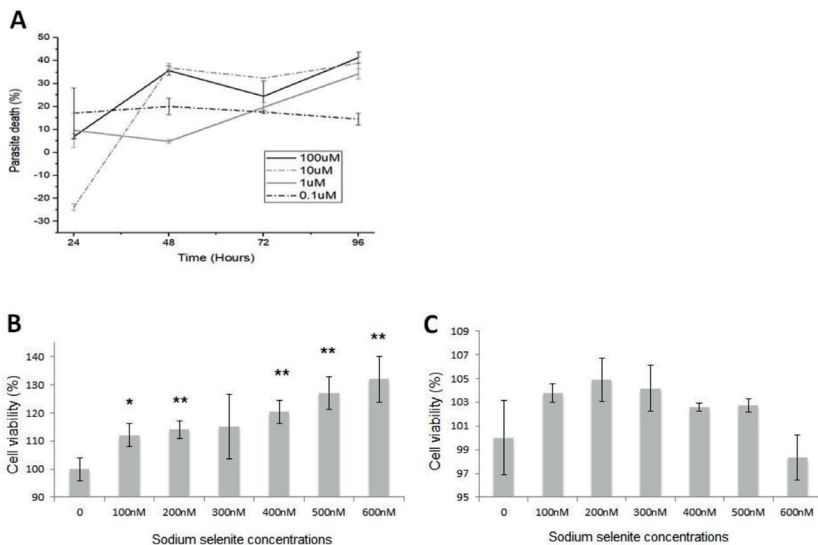 A
Parasite death (%)
50
40
30
20
10
0
-10
-20
-30
100uM
10uM
1uM
0.1uM
24 48 72 96
Time (Hours)
B
Cell viability (%)
140
130
120
110
100
90
* ** ** ** **
0 100nM 200nM 300nM 400nM 500nM 600nM
Sodium selenite concentrations
C
Cell viability (%)
109
107
105
103
101
99
97
95
0 100nM 200nM 300nM 400nM 500nM 600nM
Sodium selenite concentrations